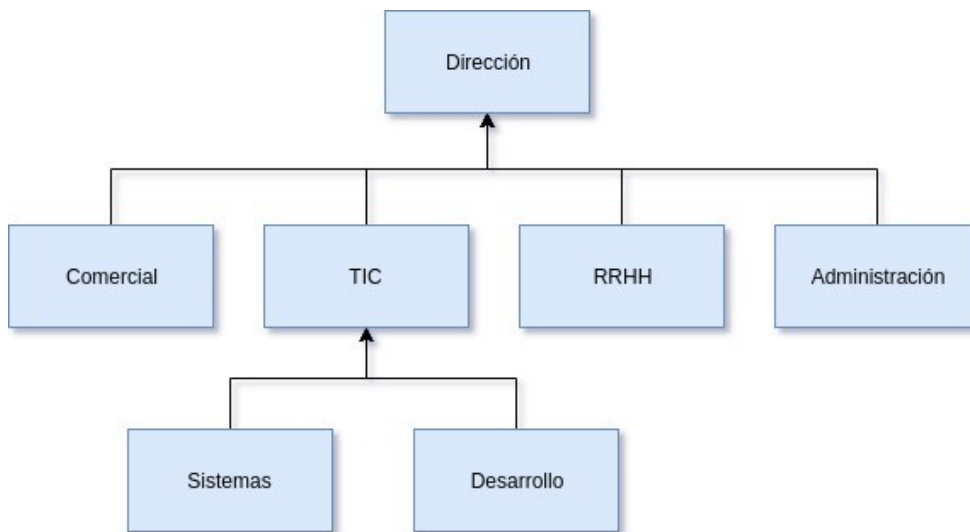 Dirección
Comercial
TIC
RRHH
Administración
Sistemas
Desarrollo